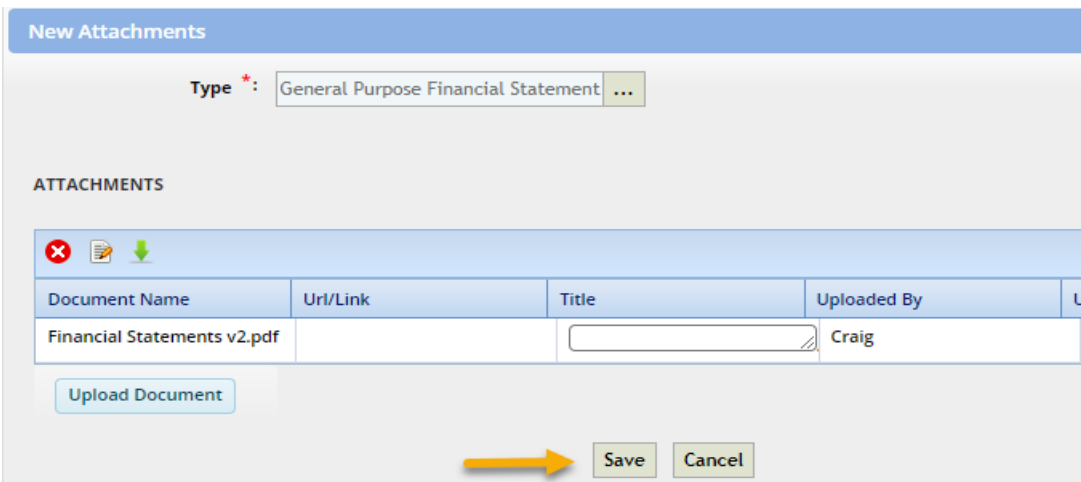 New Attachments
Type *: General Purpose Financial Statement ...
ATTACHMENTS
Document Name Url/Link Title Uploaded By U
Financial Statements v2.pdf Craig
Upload Document
Save Cancel